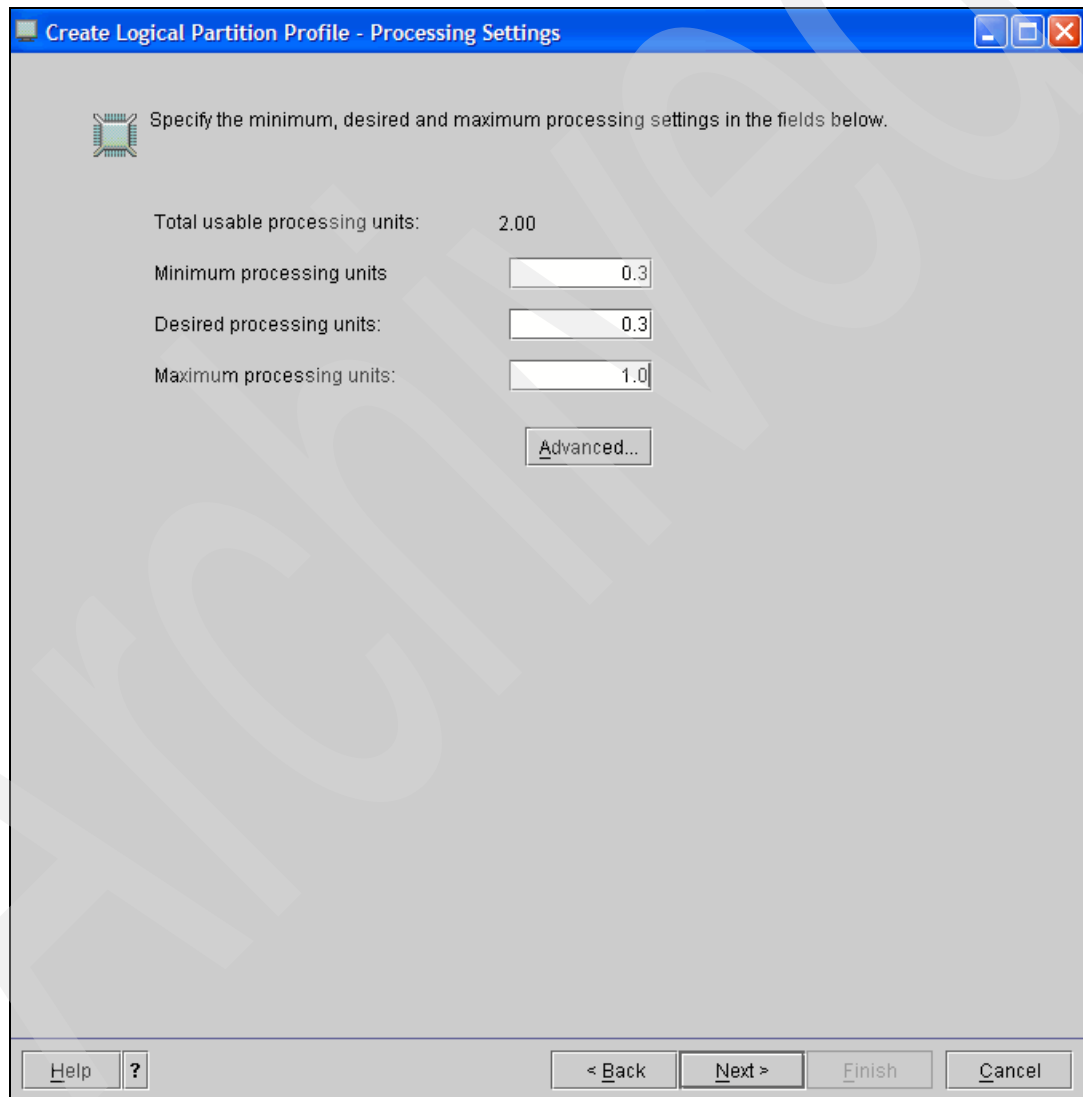 Create Logical Partition Profile - Processing Settings
Specify the minimum, desired and maximum processing settings in the fields below.
Total usable processing units: 2.00
Minimum processing units 0.3
Desired processing units: 0.3
Maximum processing units: 1.0
Advanced...
Help ? < Back Next > Finish Cancel
Archived